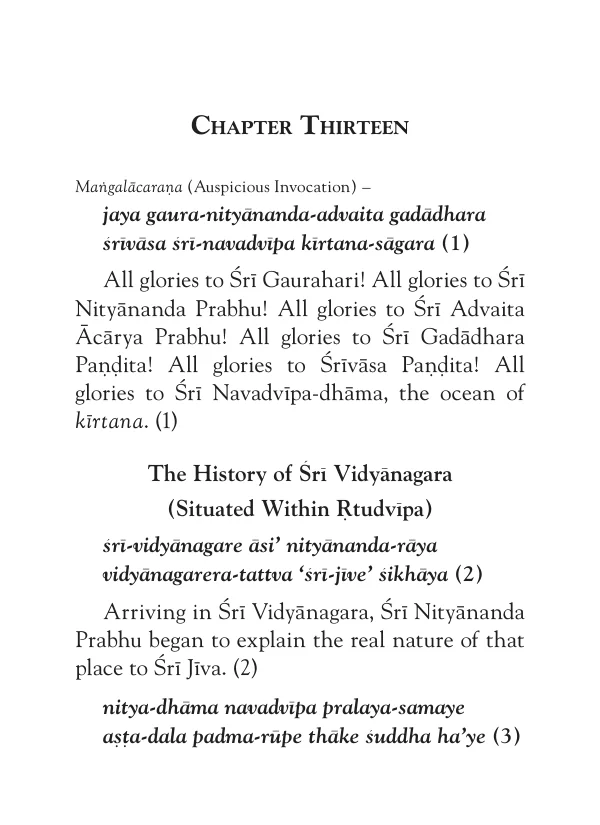 Chapter Thirteen
Maṅgalācaraṇa (Auspicious Invocation) –
jaya gaura-nityānanda-advaita gadādhara
śrīvāsa śrī-navadvīpa kīrtana-sāgara (1)
All glories to Śrī Gaurahari! All glories to Śrī
Nityānanda Prabhu! All glories to Śrī Advaita
Ācārya Prabhu! All glories to Śrī Gadādhara
Paṇḍita! All glories to Śrīvāsa Paṇḍita! All
glories to Śrī Navadvīpa-dhāma, the ocean of
kīrtana. (1)
The History of Śrī Vidyānagara
(Situated Within Ṛtudvīpa)
śrī-vidyānagare āsi’ nityānanda-rāya
vidyānagarera-tattva ‘śrī-jīve’ śikhāya (2)
Arriving in Śrī Vidyānagara, Śrī Nityānanda
Prabhu began to explain the real nature of that
place to Śrī Jīva. (2)
nitya-dhāma navadvīpa pralaya-samaye
aṣṭa-dala padma-rūpe thāke śuddha ha’ye (3)